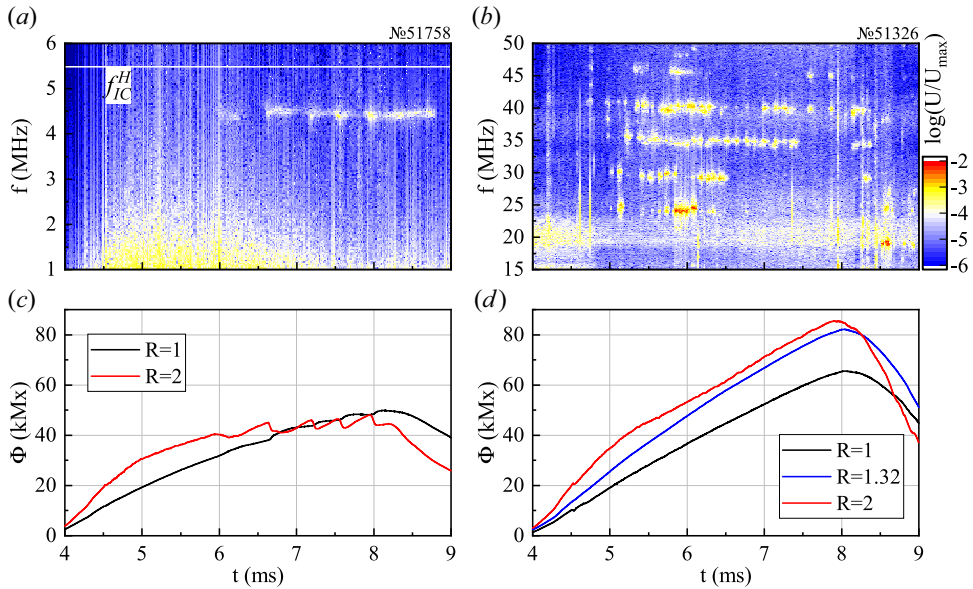 (a)
№51758
f (MHz)
6
5
4
3
2
1
f_IC^H
(b)
№51326
f (MHz)
50
45
40
35
30
25
20
15
log(U/U_max)
-2
-3
-4
-5
-6
(c)
Φ (kMx)
80
60
40
20
0
R=1
R=2
4 5 6 7 8 9
t (ms)
(d)
Φ (kMx)
80
60
40
20
0
R=1
R=1.32
R=2
4 5 6 7 8 9
t (ms)